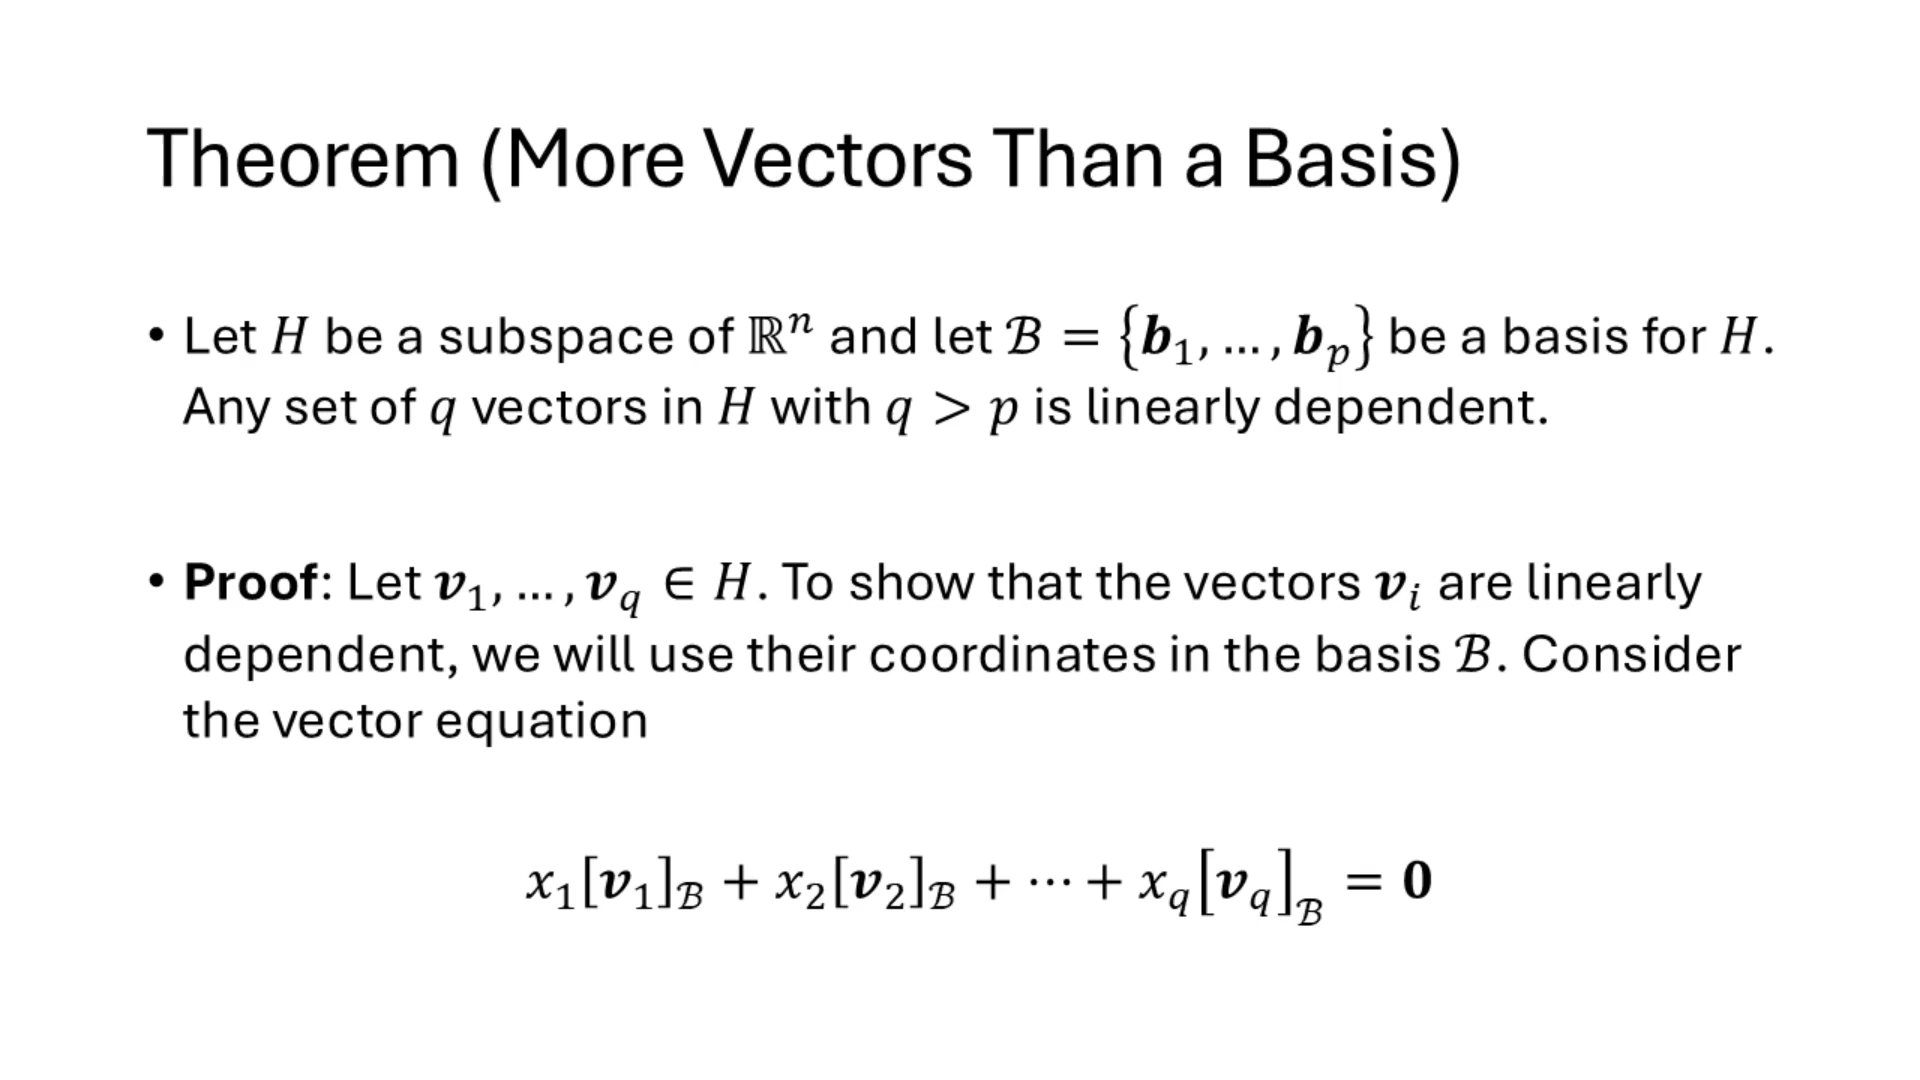 Theorem (More Vectors Than a Basis)
• Let 𝐻 be a subspace of ℝⁿ and let ℬ = {𝒃₁, … , 𝒃ₚ} be a basis for 𝐻.
Any set of 𝑞 vectors in 𝐻 with 𝑞 > 𝑝 is linearly dependent.
• Proof: Let 𝒗₁, … , 𝒗_𝑞 ∈ 𝐻. To show that the vectors 𝒗ᵢ are linearly
dependent, we will use their coordinates in the basis ℬ. Consider
the vector equation
𝑥₁[𝒗₁]_ℬ + 𝑥₂[𝒗₂]_ℬ + ⋯ + 𝑥_𝑞[𝒗_𝑞]_ℬ = 𝟎